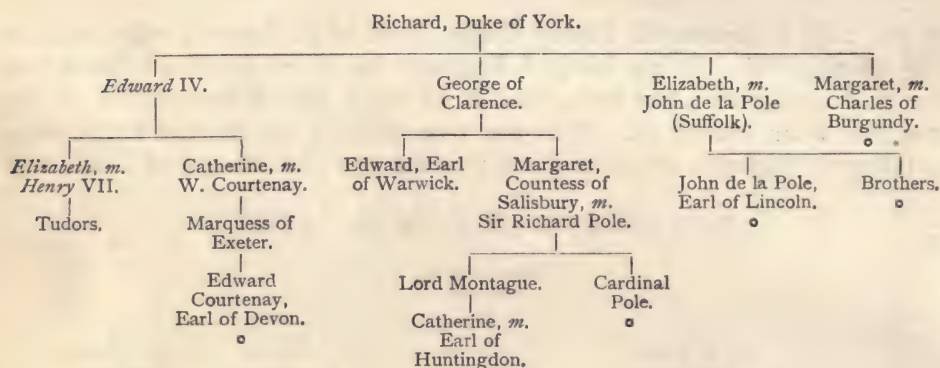 Richard, Duke of York.
Edward IV.
George of
Clarence.
Elizabeth, m.
John de la Pole
(Suffolk).
Margaret, m.
Charles of
Burgundy.
Elizabeth, m.
Henry VII.
Tudors.
Catherine, m.
W. Courtenay.
Marquess of
Exeter.
Edward
Courtenay,
Earl of Devon.
Edward, Earl
of Warwick.
Margaret,
Countess of
Salisbury, m.
Sir Richard Pole.
Lord Montague.
Catherine, m.
Earl of
Huntingdon.
Cardinal
Pole.
John de la Pole,
Earl of Lincoln.
Brothers.